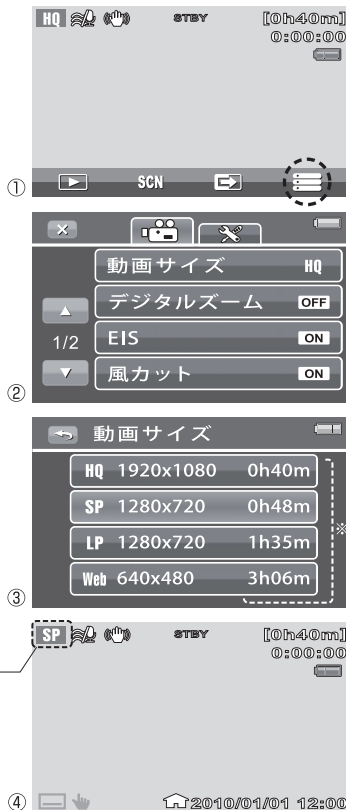 HQ STBY [0h40m]
0:00:00
① SCN
動画サイズ HQ
デジタルズーム OFF
1/2 EIS ON
② 風カット ON
動画サイズ
HQ 1920x1080 0h40m
SP 1280x720 0h48m
※
LP 1280x720 1h35m
③ Web 640x480 3h06m
SP STBY [0h40m]
0:00:00
④ 2010/01/01 12:00